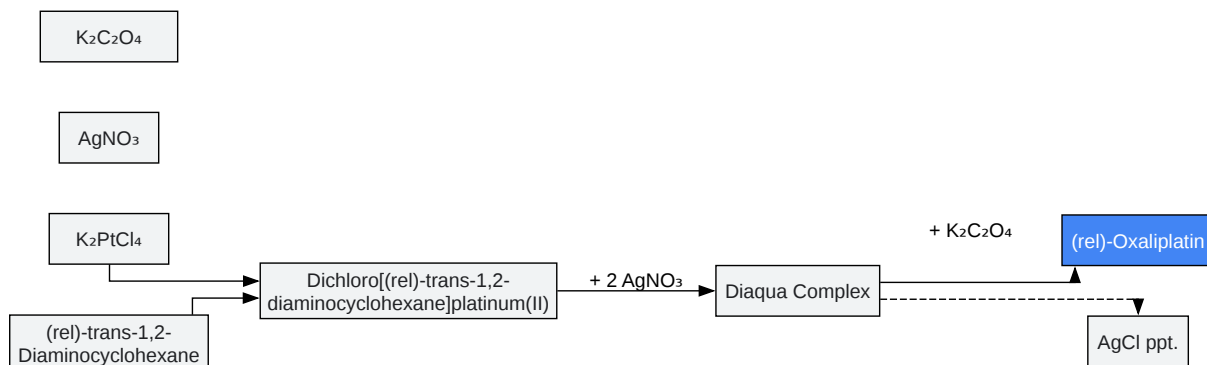 K₂C₂O₄
AgNO₃
K₂PtCl₄
(rel)-trans-1,2-
Diaminocyclohexane
Dichloro[(rel)-trans-1,2-
diaminocyclohexane]platinum(II)
+ 2 AgNO₃
Diaqua Complex
+ K₂C₂O₄
(rel)-Oxaliplatin
AgCl ppt.